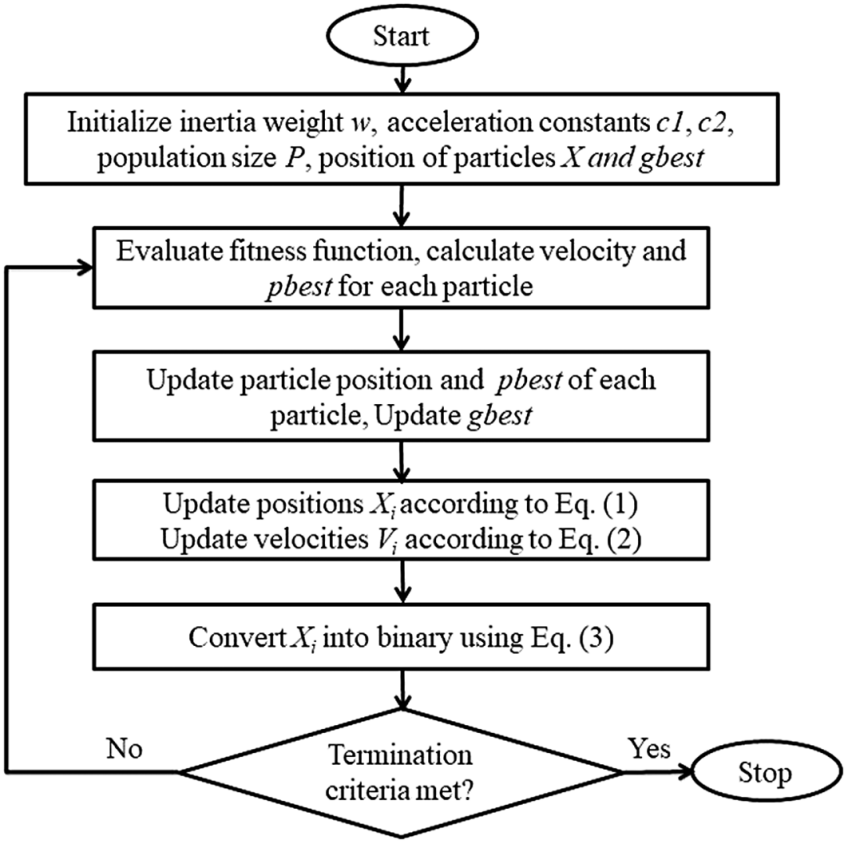 Start
Initialize inertia weight w, acceleration constants c1, c2,
population size P, position of particles X and gbest
Evaluate fitness function, calculate velocity and
pbest for each particle
Update particle position and pbest of each
particle, Update gbest
Update positions Xi according to Eq. (1)
Update velocities Vi according to Eq. (2)
Convert Xi into binary using Eq. (3)
No
Termination
criteria met?
Yes
Stop